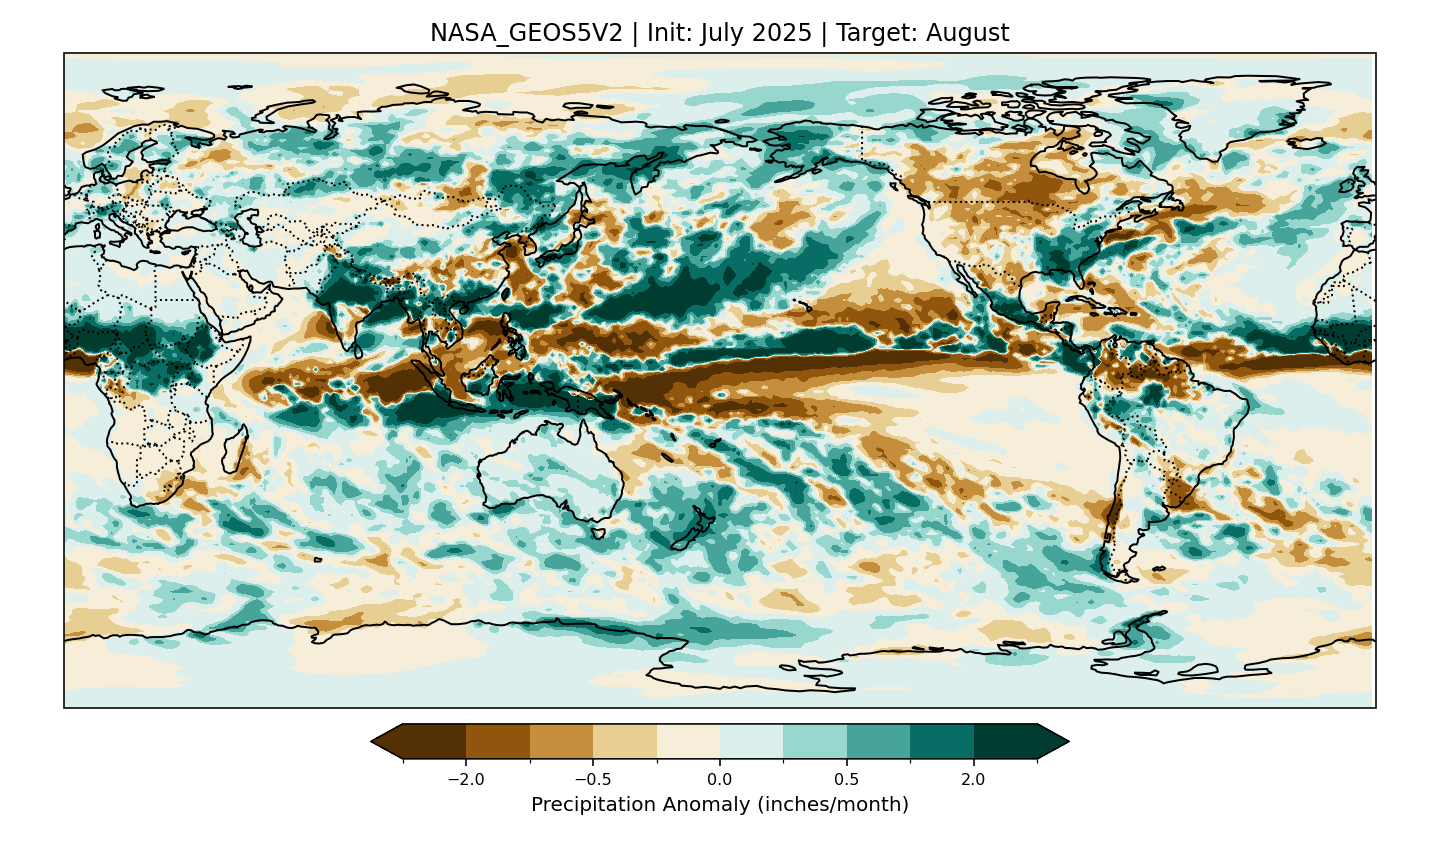 NASA_GEOS5V2 | Init: July 2025 | Target: August
−2.0 −0.5 0.0 0.5 2.0
Precipitation Anomaly (inches/month)